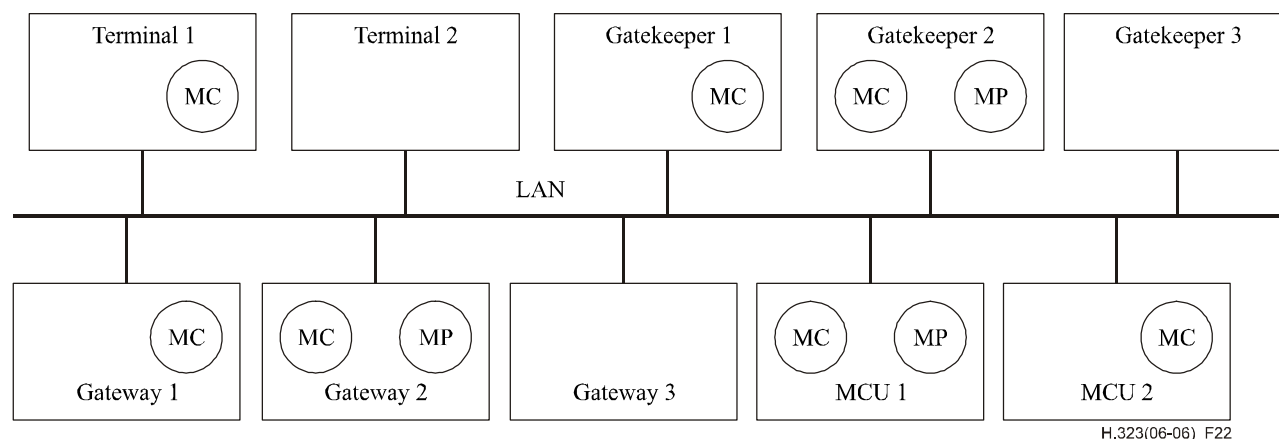 Terminal 1
Terminal 2
Gatekeeper 1
Gatekeeper 2
Gatekeeper 3
MC
MC
MC
MP
LAN
MC
MC
MP
MC
MP
MC
Gateway 1
Gateway 2
Gateway 3
MCU 1
MCU 2
H.323(06-06)_F22